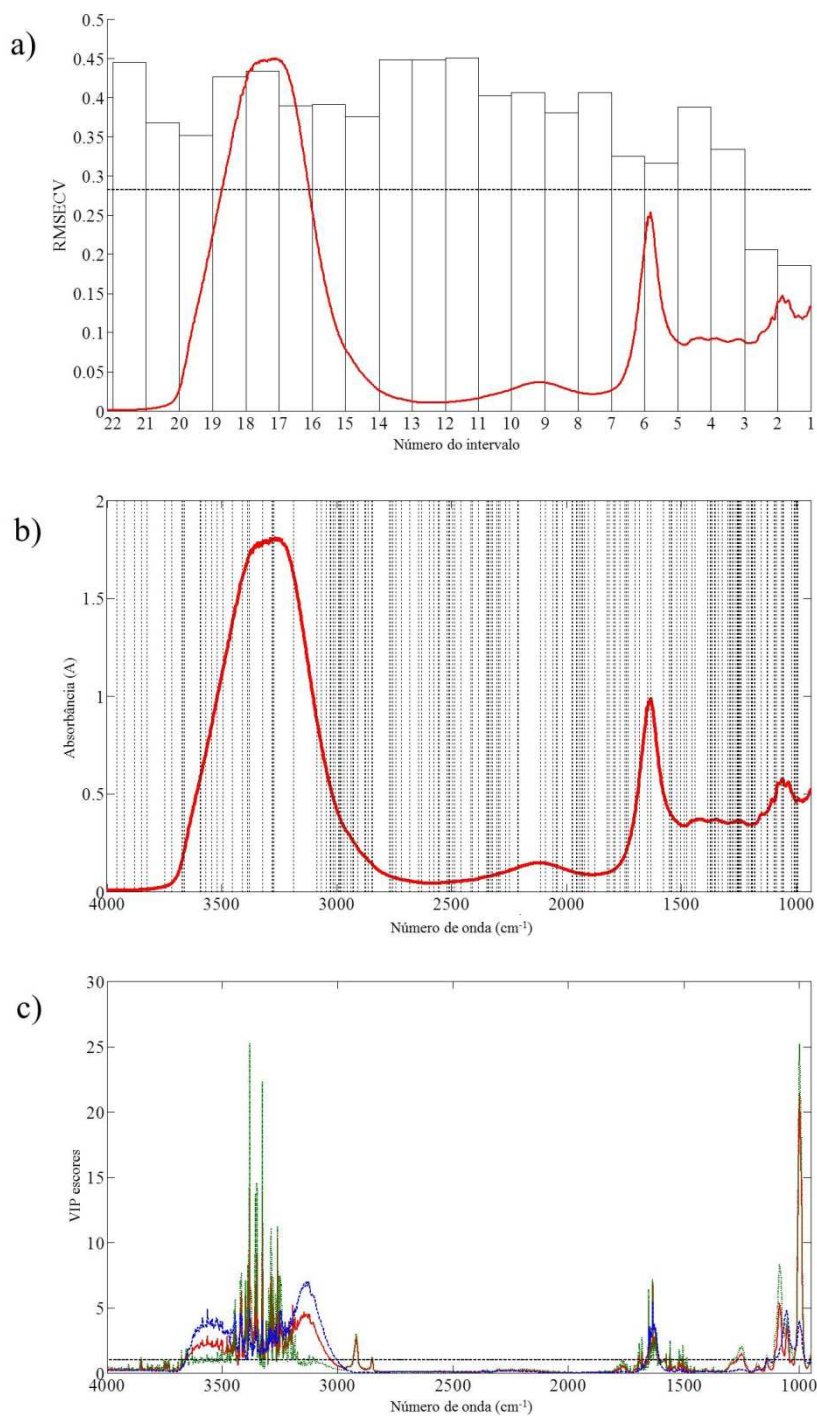 a)
0.5
0.45
0.4
0.35
0.3
0.25
0.2
0.15
0.1
0.05
0
RMSECV
22 21 20 19 18 17 16 15 14 13 12 11 10 9 8 7 6 5 4 3 2 1
Número do intervalo
b)
2
1.5
1
0.5
0
Absorbância (A)
4000 3500 3000 2500 2000 1500 1000
Número de onda (cm⁻¹)
c)
30
25
20
15
10
5
0
VIP escores
4000 3500 3000 2500 2000 1500 1000
Número de onda (cm⁻¹)